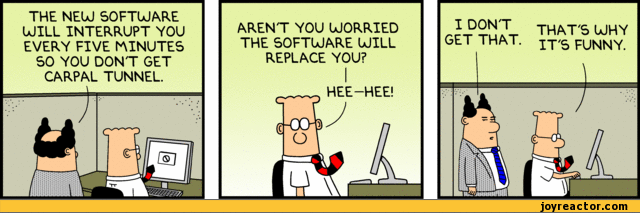 THE NEW SOFTWARE
WILL INTERRUPT YOU
EVERY FIVE MINUTES
SO YOU DON'T GET
CARPAL TUNNEL.
AREN'T YOU WORRIED
THE SOFTWARE WILL
REPLACE YOU?
HEE-HEE!
I DON'T
GET THAT.
THAT'S WHY
IT'S FUNNY.
joyreactor.com